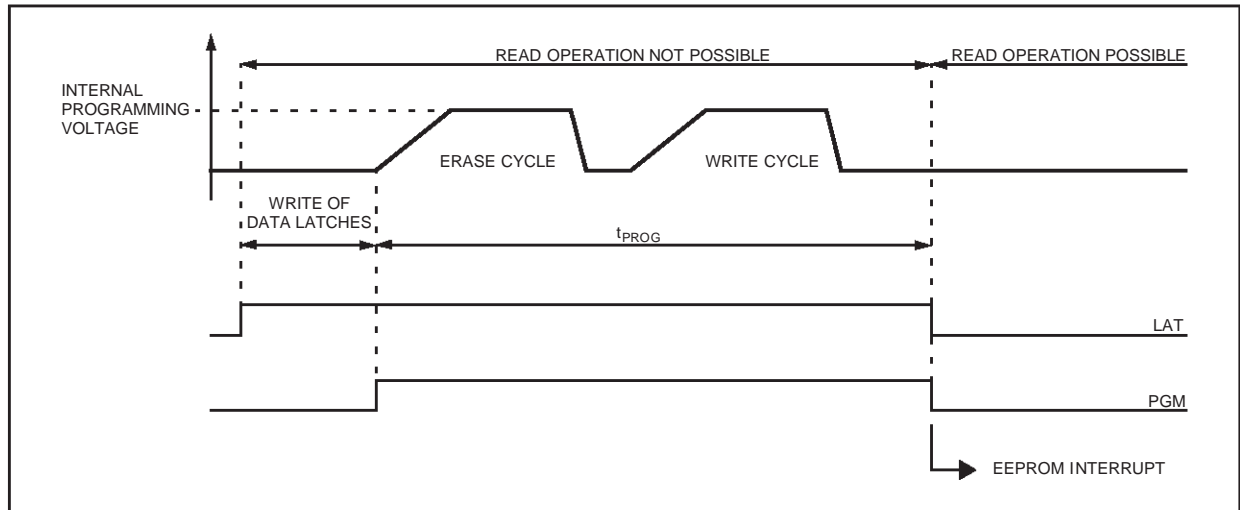 READ OPERATION NOT POSSIBLE
READ OPERATION POSSIBLE
INTERNAL
PROGRAMMING
VOLTAGE
ERASE CYCLE
WRITE CYCLE
WRITE OF
DATA LATCHES
tPROG
LAT
PGM
EEPROM INTERRUPT